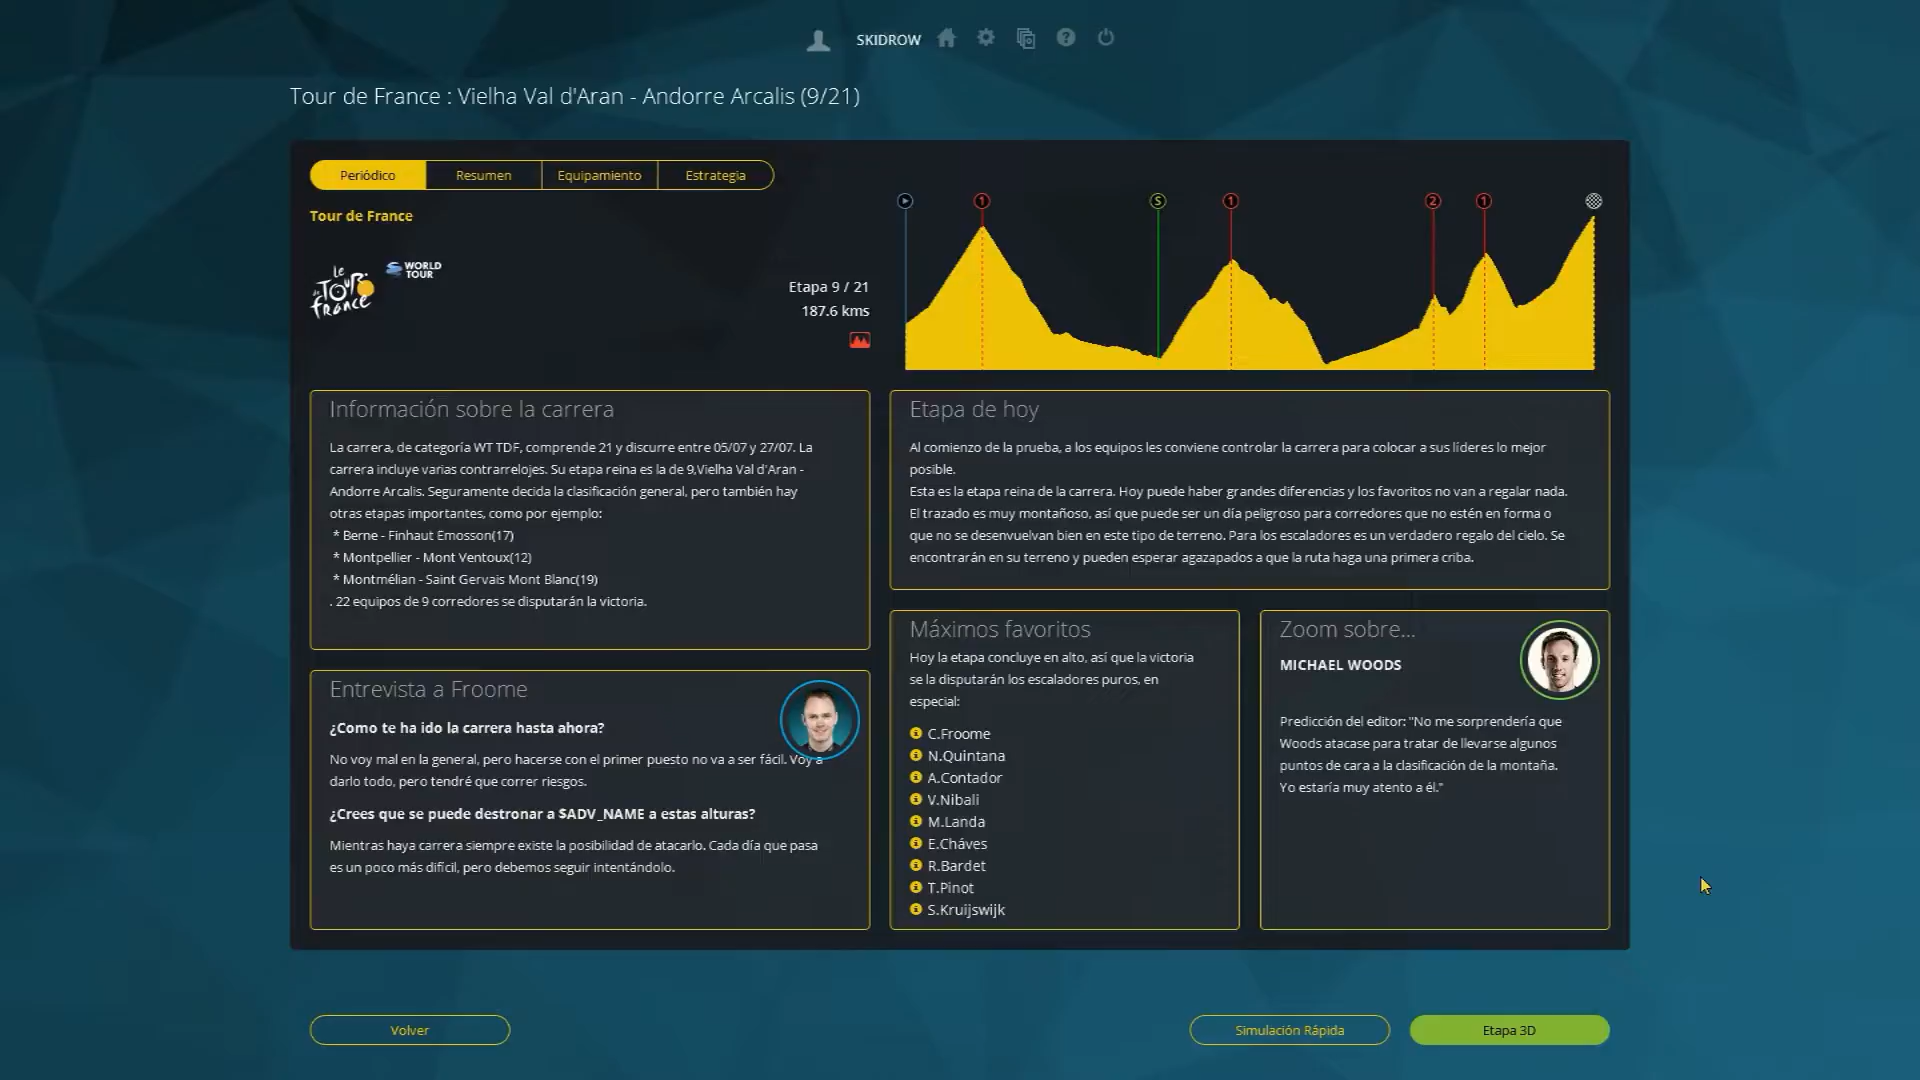 SKIDROW
Tour de France : Vielha Val d'Aran - Andorre Arcalis (9/21)
Periódico
Resumen
Equipamiento
Estrategia
Tour de France
le
TOUR
de
france
WORLD
TOUR
Etapa 9 / 21
187.6 kms
1
S
1
2
1
Información sobre la carrera
La carrera, de categoría WT TDF, comprende 21 y discurre entre 05/07 y 27/07. La
carrera incluye varias contrarrelojes. Su etapa reina es la de 9,Vielha Val d'Aran -
Andorre Arcalis. Seguramente decida la clasificación general, pero también hay
otras etapas importantes, como por ejemplo:
* Berne - Finhaut Emosson(17)
* Montpellier - Mont Ventoux(12)
* Montmélian - Saint Gervais Mont Blanc(19)
. 22 equipos de 9 corredores se disputarán la victoria.
Etapa de hoy
Al comienzo de la prueba, a los equipos les conviene controlar la carrera para colocar a sus líderes lo mejor
posible.
Esta es la etapa reina de la carrera. Hoy puede haber grandes diferencias y los favoritos no van a regalar nada.
El trazado es muy montañoso, así que puede ser un día peligroso para corredores que no estén en forma o
que no se desenvuelvan bien en este tipo de terreno. Para los escaladores es un verdadero regalo del cielo. Se
encontrarán en su terreno y pueden esperar agazapados a que la ruta haga una primera criba.
Entrevista a Froome
¿Como te ha ido la carrera hasta ahora?
No voy mal en la general, pero hacerse con el primer puesto no va a ser fácil. Voy a
darlo todo, pero tendré que correr riesgos.
¿Crees que se puede destronar a $ADV_NAME a estas alturas?
Mientras haya carrera siempre existe la posibilidad de atacarlo. Cada día que pasa
es un poco más difícil, pero debemos seguir intentándolo.
Máximos favoritos
Hoy la etapa concluye en alto, así que la victoria
se la disputarán los escaladores puros, en
especial:
C.Froome
N.Quintana
A.Contador
V.Nibali
M.Landa
E.Cháves
R.Bardet
T.Pinot
S.Kruijswijk
Zoom sobre...
MICHAEL WOODS
Predicción del editor: "No me sorprendería que
Woods atacase para tratar de llevarse algunos
puntos de cara a la clasificación de la montaña.
Yo estaría muy atento a él."
Volver
Simulación Rápida
Etapa 3D